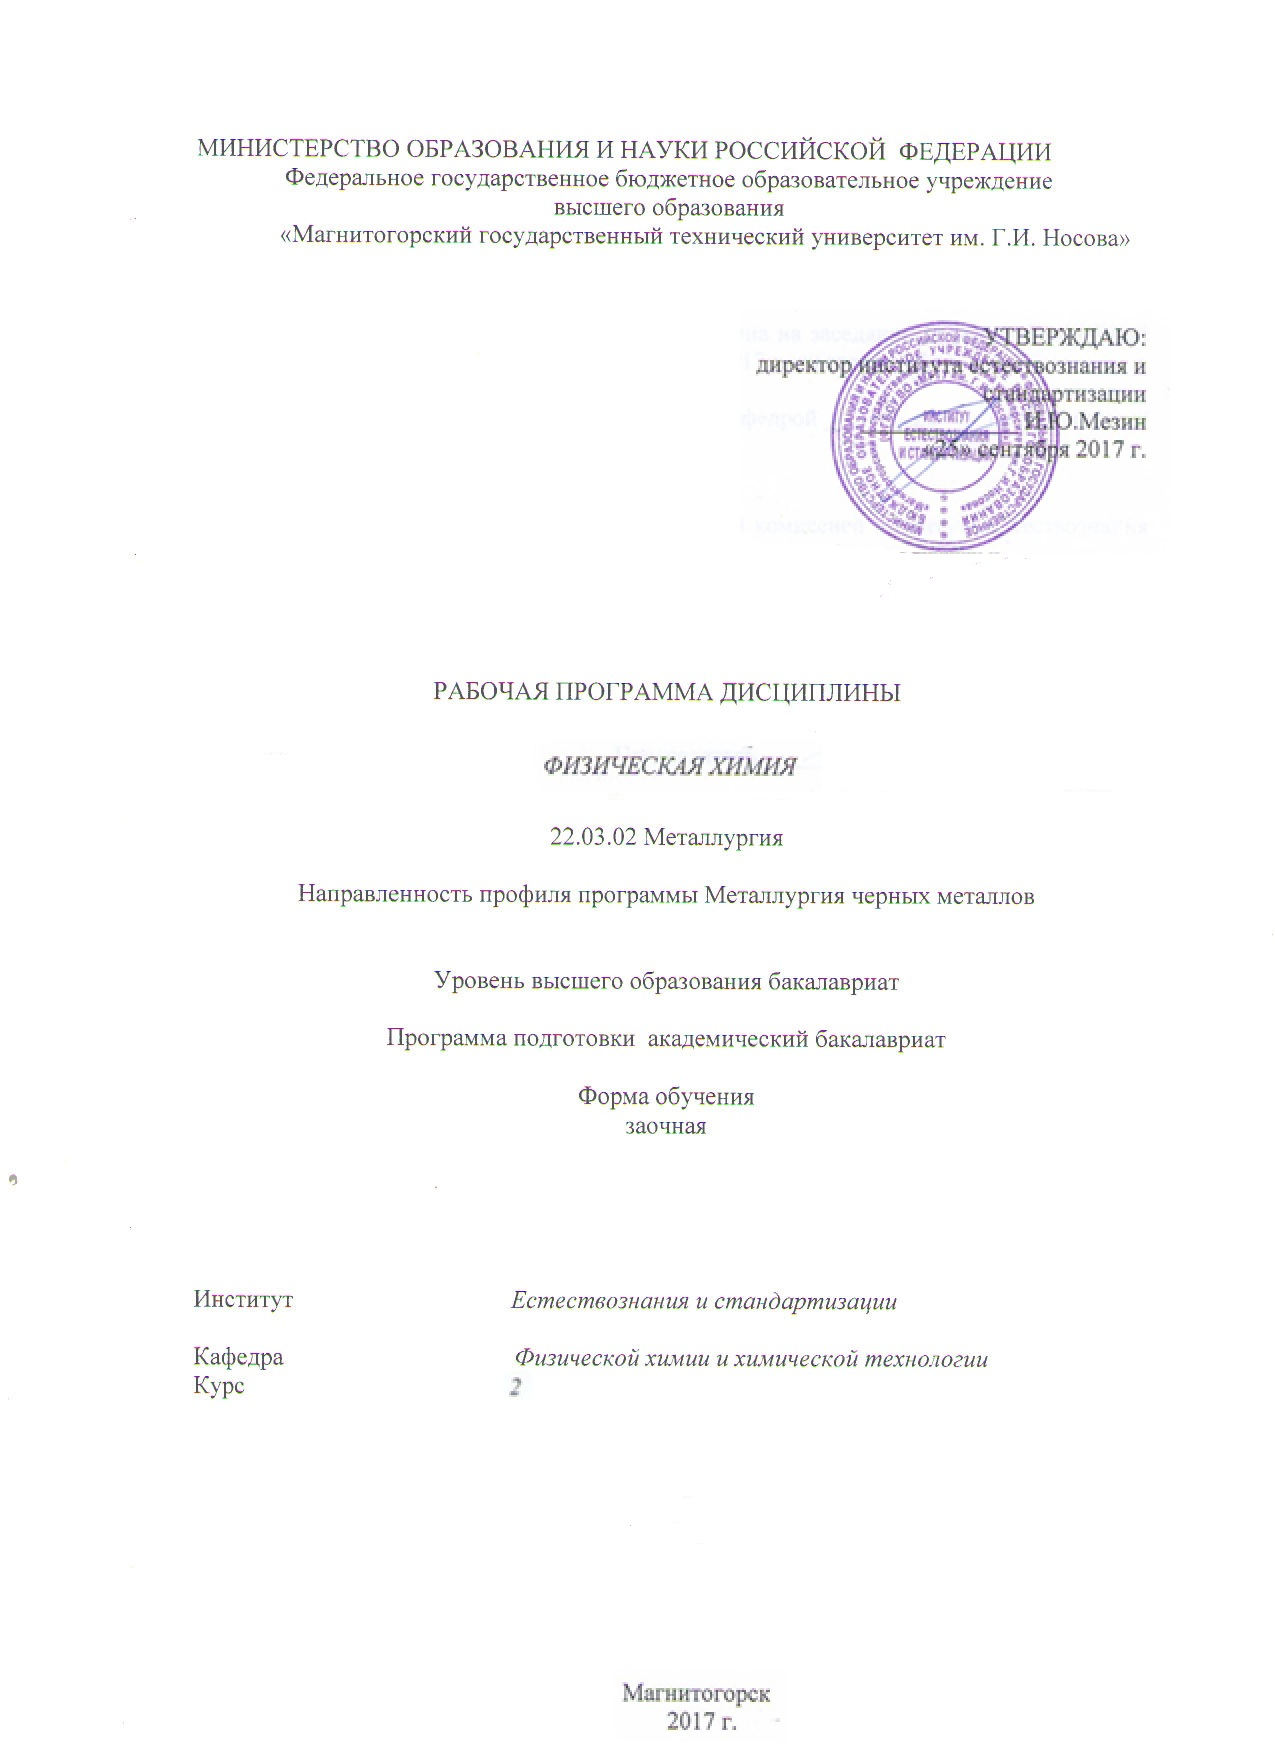 МИНИСТЕРСТВО ОБРАЗОВАНИЯ И НАУКИ РОССИЙСКОЙ ФЕДЕРАЦИИ
Федеральное государственное бюджетное образовательное учреждение
высшего образования
«Магнитогорский государственный технический университет им. Г.И. Носова»
УТВЕРЖДАЮ:
директор института естествознания и
стандартизации
И.Ю.Мезин
«25» сентября 2017 г.
ИНСТИТУТ
ЕСТЕСТВОЗНАНИЯ
И СТАНДАРТИЗАЦИИ
РАБОЧАЯ ПРОГРАММА ДИСЦИПЛИНЫ
ФИЗИЧЕСКАЯ ХИМИЯ
22.03.02 Металлургия
Направленность профиля программы Металлургия черных металлов
Уровень высшего образования бакалавриат
Программа подготовки академический бакалавриат
Форма обучения
заочная
Институт Естествознания и стандартизации
Кафедра Физической химии и химической технологии
Курс 2
Магнитогорск
2017 г.